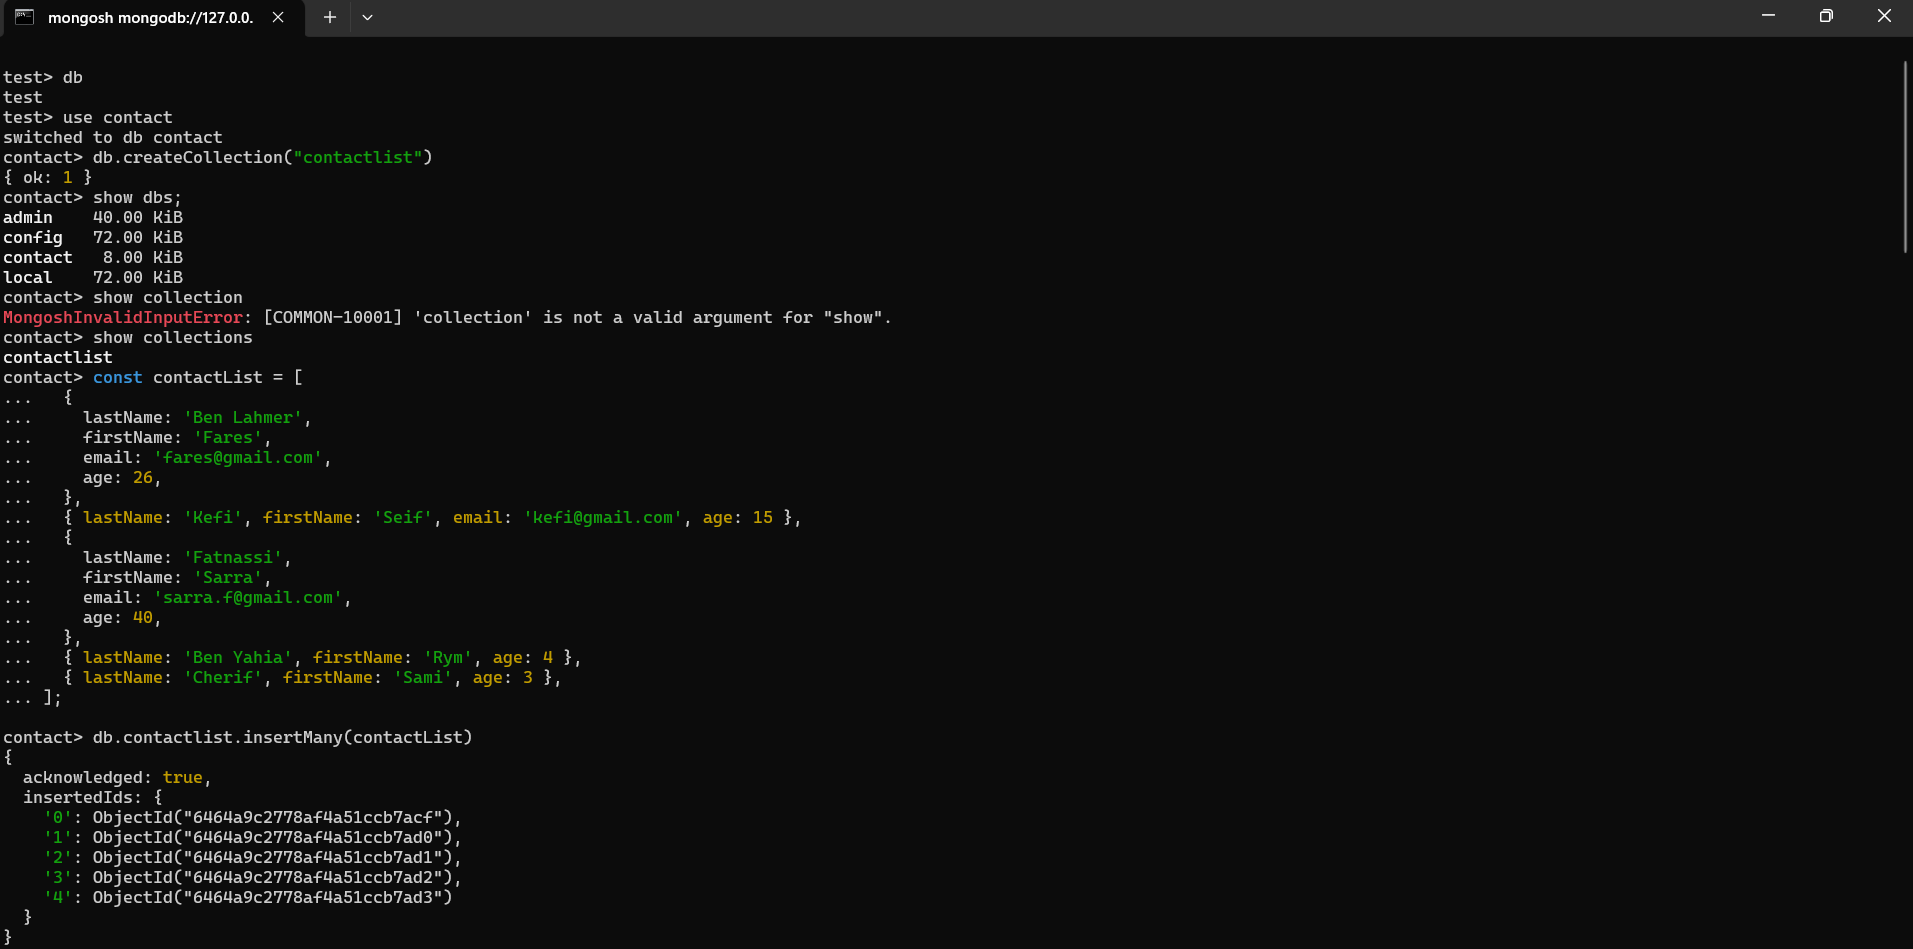 mongosh mongodb://127.0.0.
test> db
test
test> use contact
switched to db contact
contact> db.createCollection("contactlist")
{ ok: 1 }
contact> show dbs;
admin    40.00 KiB
config   72.00 KiB
contact   8.00 KiB
local    72.00 KiB
contact> show collection
MongoshInvalidInputError: [COMMON-10001] 'collection' is not a valid argument for "show".
contact> show collections
contactlist
contact> const contactList = [
...   {
...     lastName: 'Ben Lahmer',
...     firstName: 'Fares',
...     email: 'fares@gmail.com',
...     age: 26,
...   },
...   { lastName: 'Kefi', firstName: 'Seif', email: 'kefi@gmail.com', age: 15 },
...   {
...     lastName: 'Fatnassi',
...     firstName: 'Sarra',
...     email: 'sarra.f@gmail.com',
...     age: 40,
...   },
...   { lastName: 'Ben Yahia', firstName: 'Rym', age: 4 },
...   { lastName: 'Cherif', firstName: 'Sami', age: 3 },
... ];
contact> db.contactlist.insertMany(contactList)
{
  acknowledged: true,
  insertedIds: {
    '0': ObjectId("6464a9c2778af4a51ccb7acf"),
    '1': ObjectId("6464a9c2778af4a51ccb7ad0"),
    '2': ObjectId("6464a9c2778af4a51ccb7ad1"),
    '3': ObjectId("6464a9c2778af4a51ccb7ad2"),
    '4': ObjectId("6464a9c2778af4a51ccb7ad3")
  }
}